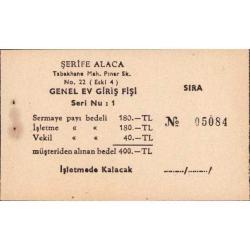 ŞERİFE ALACA
Tabakhane Mah. Pınar Sk.
No. 22 ( Eski 4 )
GENEL EV GİRİŞ FİŞİ
Seri Nu : 1
SIRA
Sermaye payı bedeli 180.—TL
İşletme « « 180.—TL
Vekil « « 40.—TL
müşteriden alınan bedel 400.—TL
№ 05084
İşletmede Kalacak
....../....../......